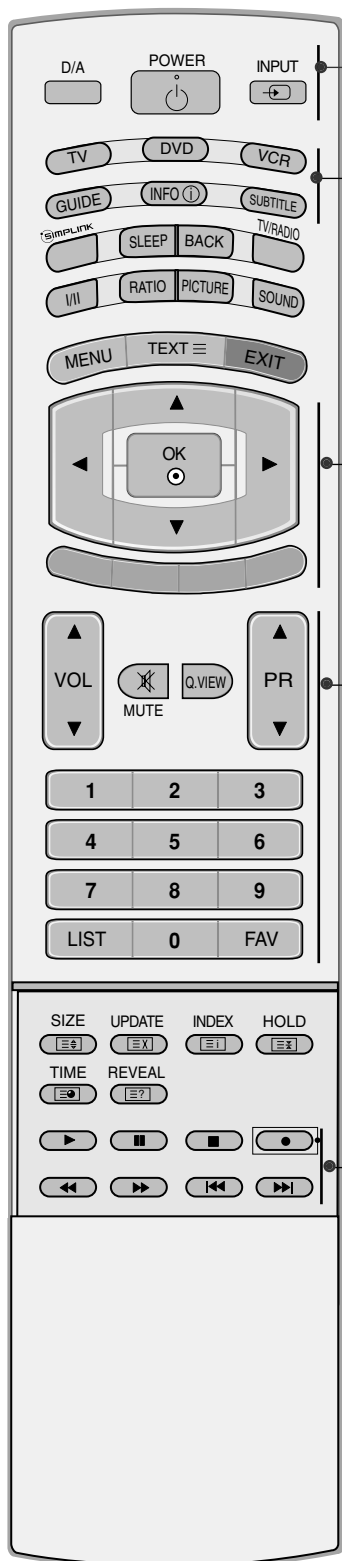 D/A POWER INPUT
TV DVD VCR
GUIDE INFO i SUBTITLE
SIMPLINK SLEEP BACK TV/RADIO
I/II RATIO PICTURE SOUND
MENU TEXT EXIT
OK
VOL MUTE Q.VIEW PR
1 2 3
4 5 6
7 8 9
LIST 0 FAV
SIZE UPDATE INDEX HOLD
X i
TIME REVEAL
?